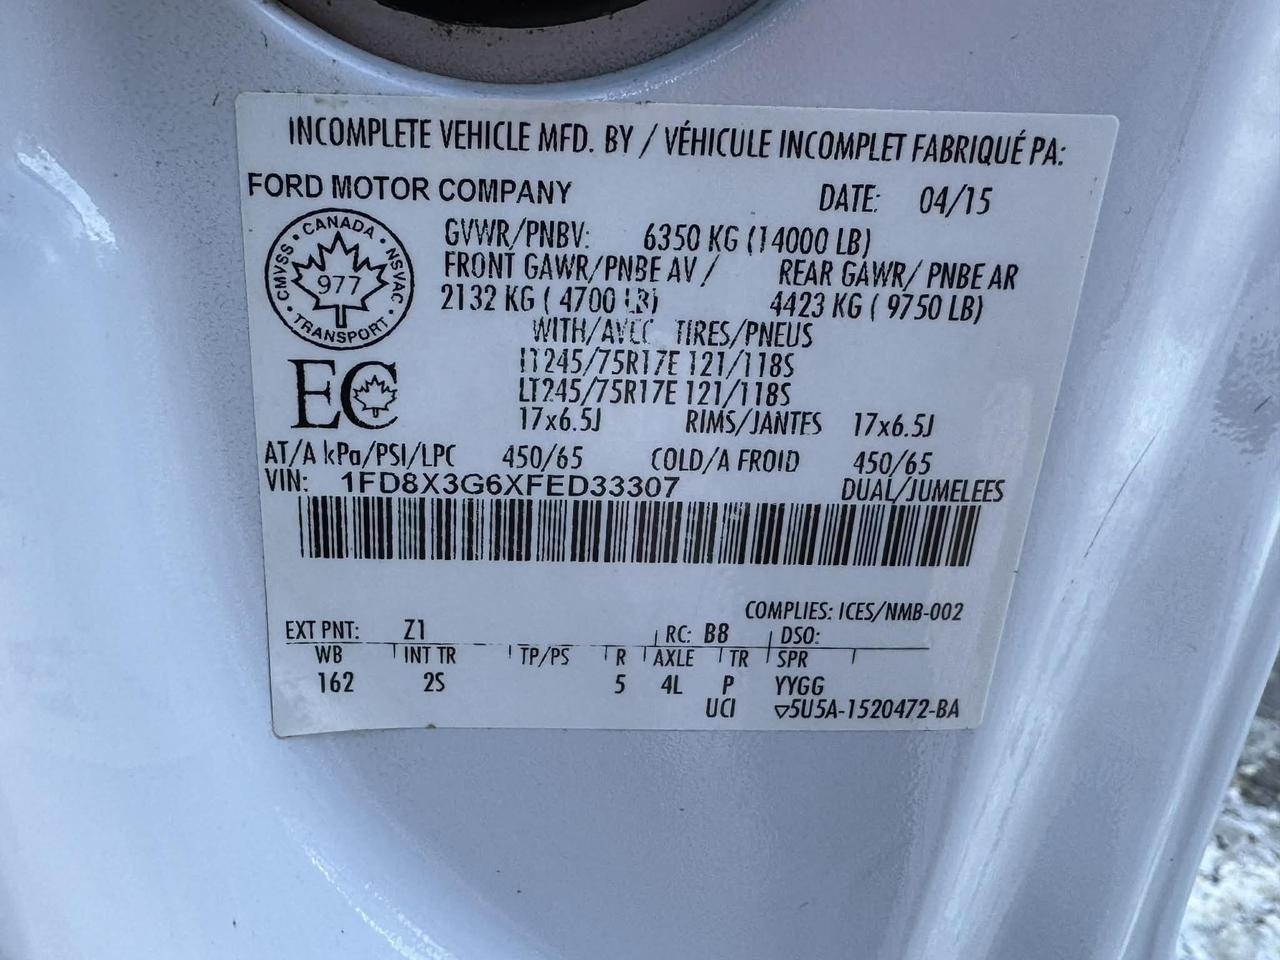 INCOMPLETE VEHICLE MFD. BY / VÉHICULE INCOMPLET FABRIQUÉ PA:
FORD MOTOR COMPANY DATE: 04/15
CMVSS • CANADA • NSVAC • TRANSPORT •
977
GVWR/PNBV: 6350 KG (14000 LB)
FRONT GAWR/PNBE AV / REAR GAWR/ PNBE AR
2132 KG ( 4700 LB) 4423 KG ( 9750 LB)
WITH/AVEC TIRES/PNEUS
LT245/75R17E 121/118S
LT245/75R17E 121/118S
EC
17x6.5J RIMS/JANTES 17x6.5J
AT/A kPa/PSI/LPC 450/65 COLD/A FROID 450/65
VIN: 1FD8X3G6XFED33307 DUAL/JUMELEES
COMPLIES: ICES/NMB-002
EXT PNT: Z1 RC: B8 DSO:
WB INT TR TP/PS R AXLE TR SPR
162 2S 5 4L P YYGG
UCI ▽5U5A-1520472-BA